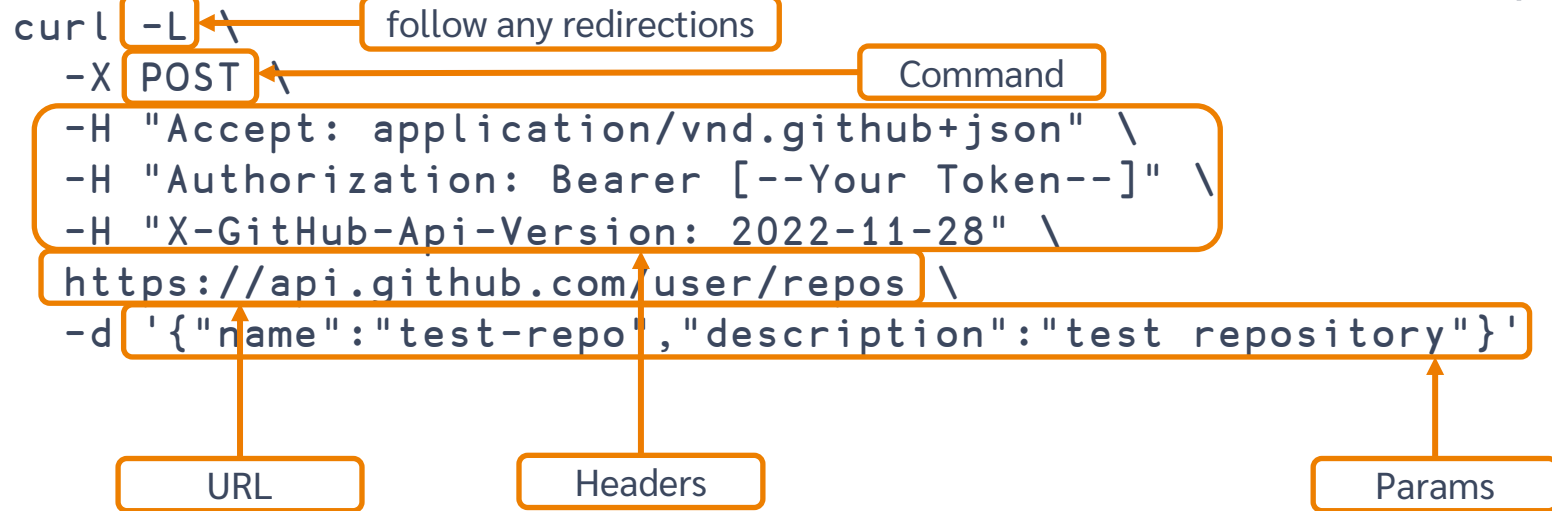 curl -L \
follow any redirections
-X POST \
Command
-H "Accept: application/vnd.github+json" \
-H "Authorization: Bearer [--Your Token--]" \
-H "X-GitHub-Api-Version: 2022-11-28" \
https://api.github.com/user/repos \
-d '{"name":"test-repo","description":"test repository"}'
URL
Headers
Params